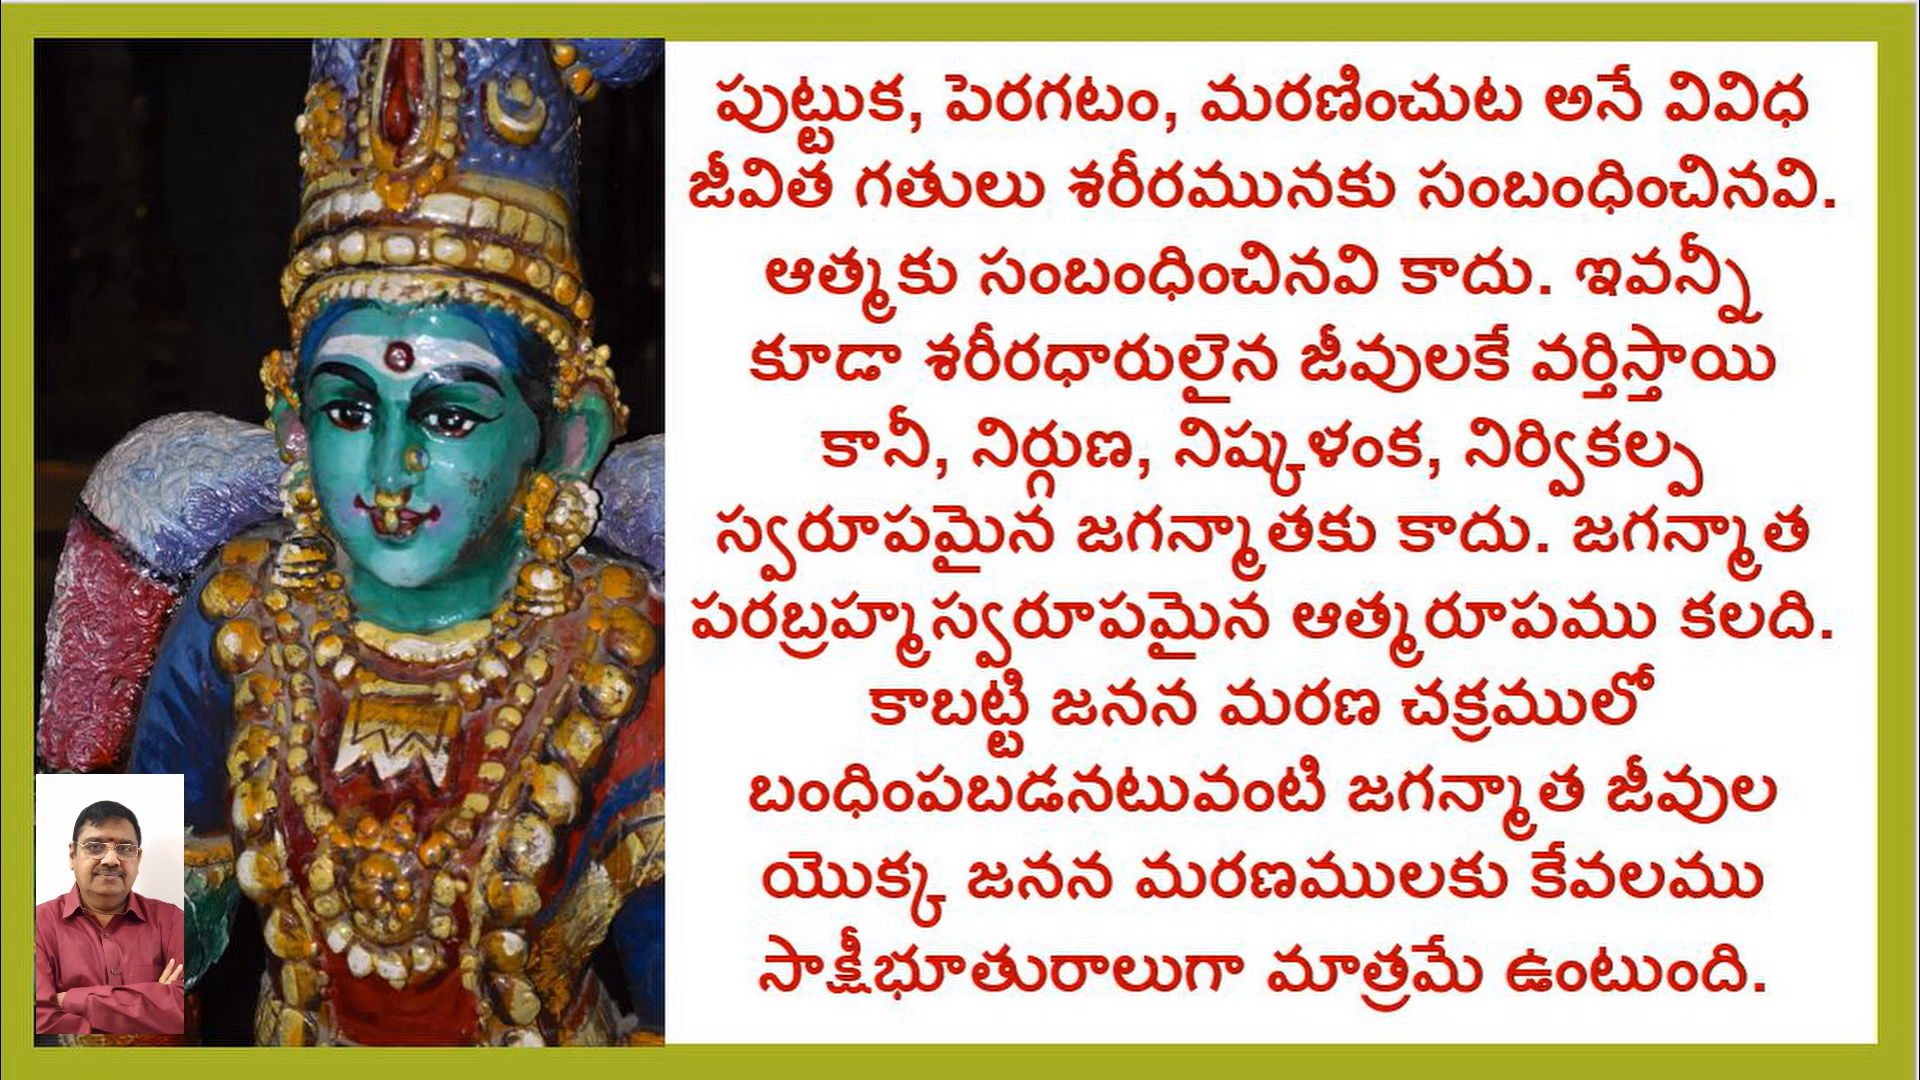 పుట్టుక, పెరగటం, మరణించుట అనే వివిధ
జీవిత గతులు శరీరమునకు సంబంధించినవి.
ఆత్మకు సంబంధించినవి కాదు. ఇవన్నీ
కూడా శరీరధారులైన జీవులకే వర్తిస్తాయి
కానీ, నిర్గుణ, నిష్కళంక, నిర్వికల్ప
స్వరూపమైన జగన్మాతకు కాదు. జగన్మాత
పరబ్రహ్మస్వరూపమైన ఆత్మరూపము కలది.
కాబట్టి జనన మరణ చక్రములో
బంధింపబడనటువంటి జగన్మాత జీవుల
యొక్క జనన మరణములకు కేవలము
సాక్షీభూతురాలుగా మాత్రమే ఉంటుంది.